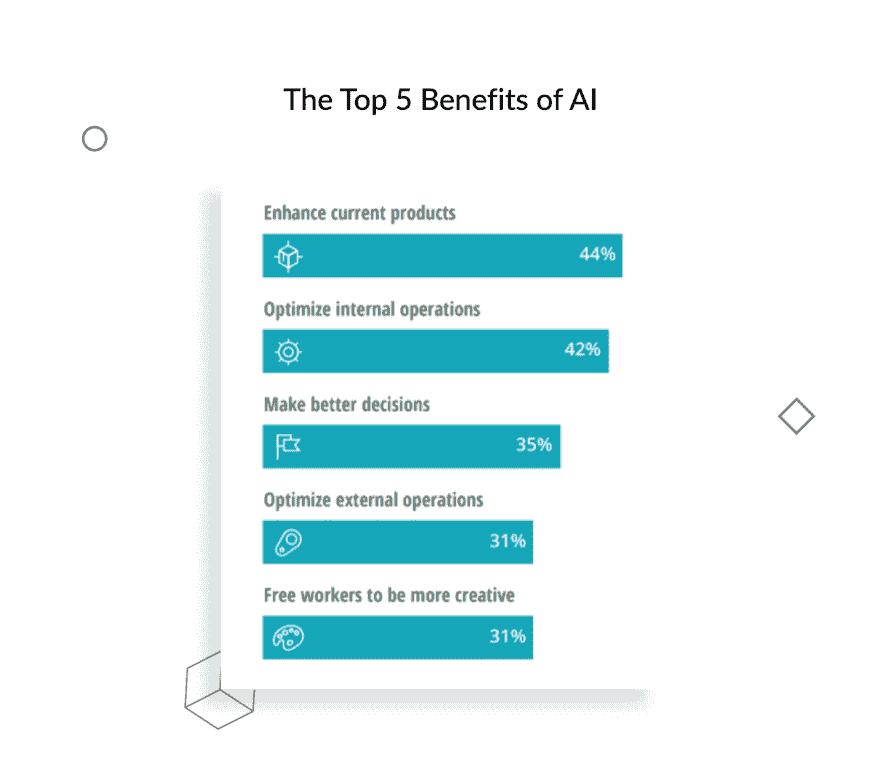 The Top 5 Benefits of AI
Enhance current products
44%
Optimize internal operations
42%
Make better decisions
35%
Optimize external operations
31%
Free workers to be more creative
31%